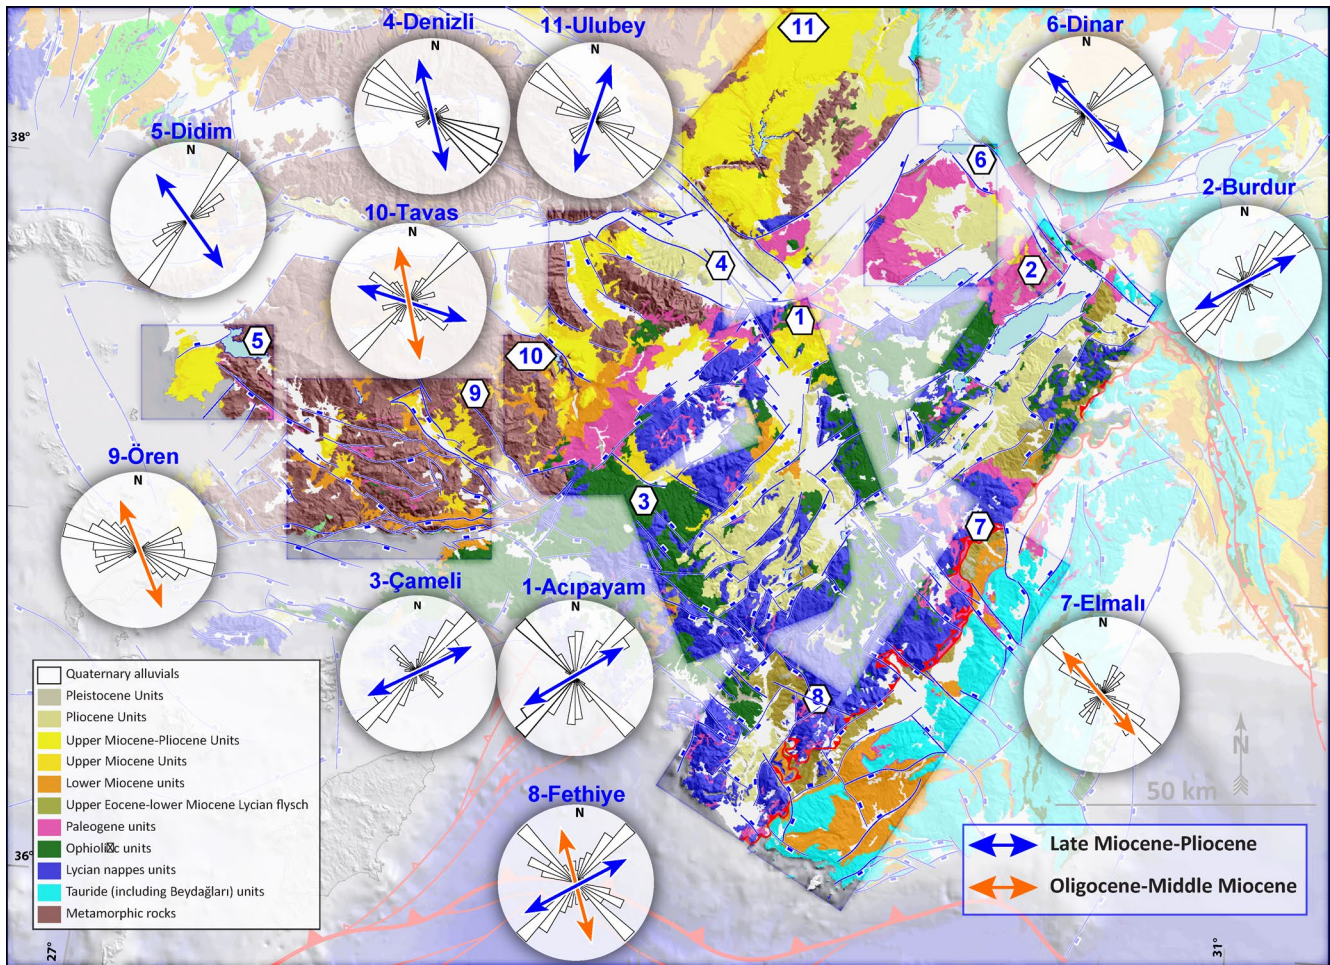 4-Denizli
11-Ulubey
6-Dinar
N
N
N
11
38°
5-Didim
N
6
2-Burdur
N
10-Tavas
N
4
2
1
5
10
9
9-Ören
N
3
7
3-Çameli
N
1-Acıpayam
N
7-Elmalı
N
8
Quaternary alluvials
Pleistocene Units
Pliocene Units
Upper Miocene-Pliocene Units
Upper Miocene Units
Lower Miocene units
Upper Eocene-lower Miocene Lycian flysch
Paleogene units
Ophiolitic units
Lycian nappes units
Tauride (including Beydağları) units
Metamorphic rocks
8-Fethiye
N
N
50 km
Late Miocene-Pliocene
Oligocene-Middle Miocene
36°
27°
31°